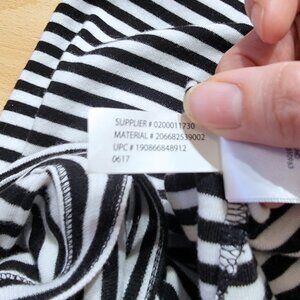 SUPPLIER # 0200011730
MATERIAL # 206682539002
UPC # 190866848912
0617